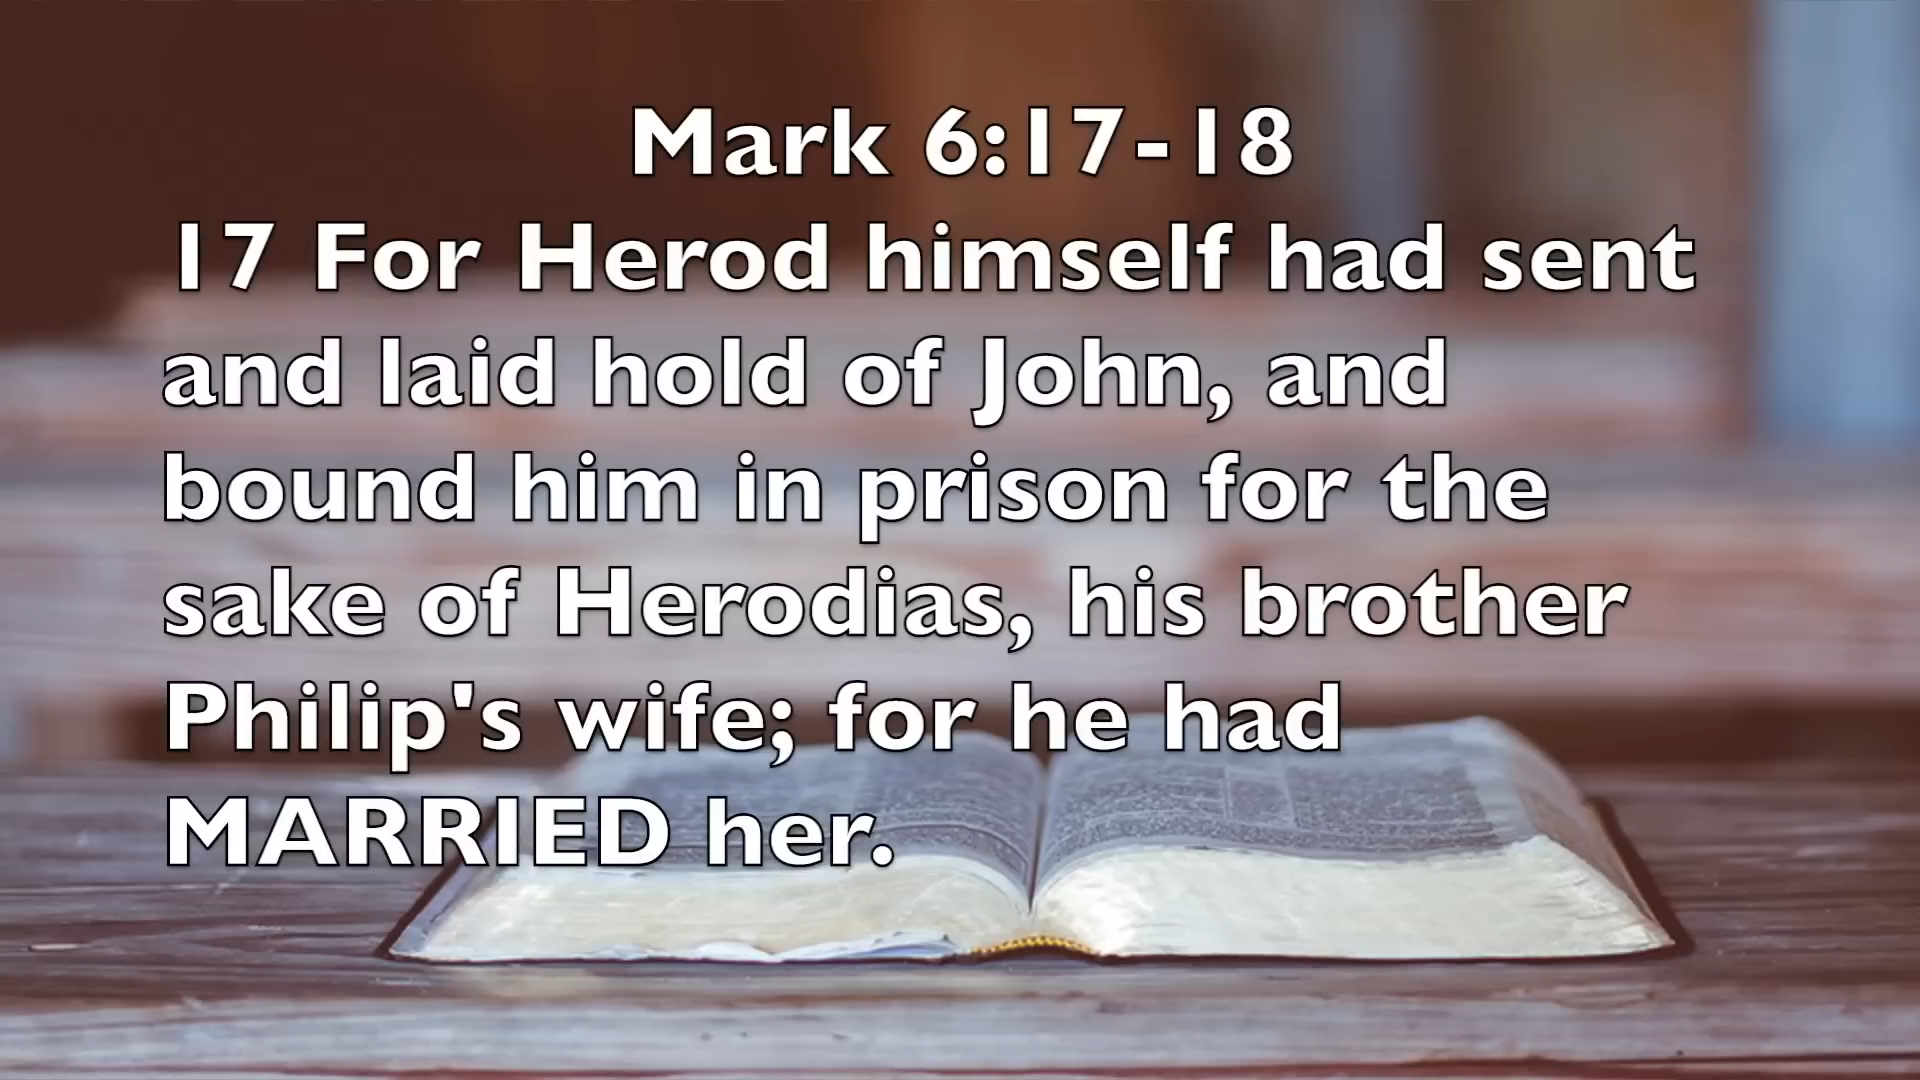 Mark 6:17-18
17 For Herod himself had sent
and laid hold of John, and
bound him in prison for the
sake of Herodias, his brother
Philip's wife; for he had
MARRIED her.